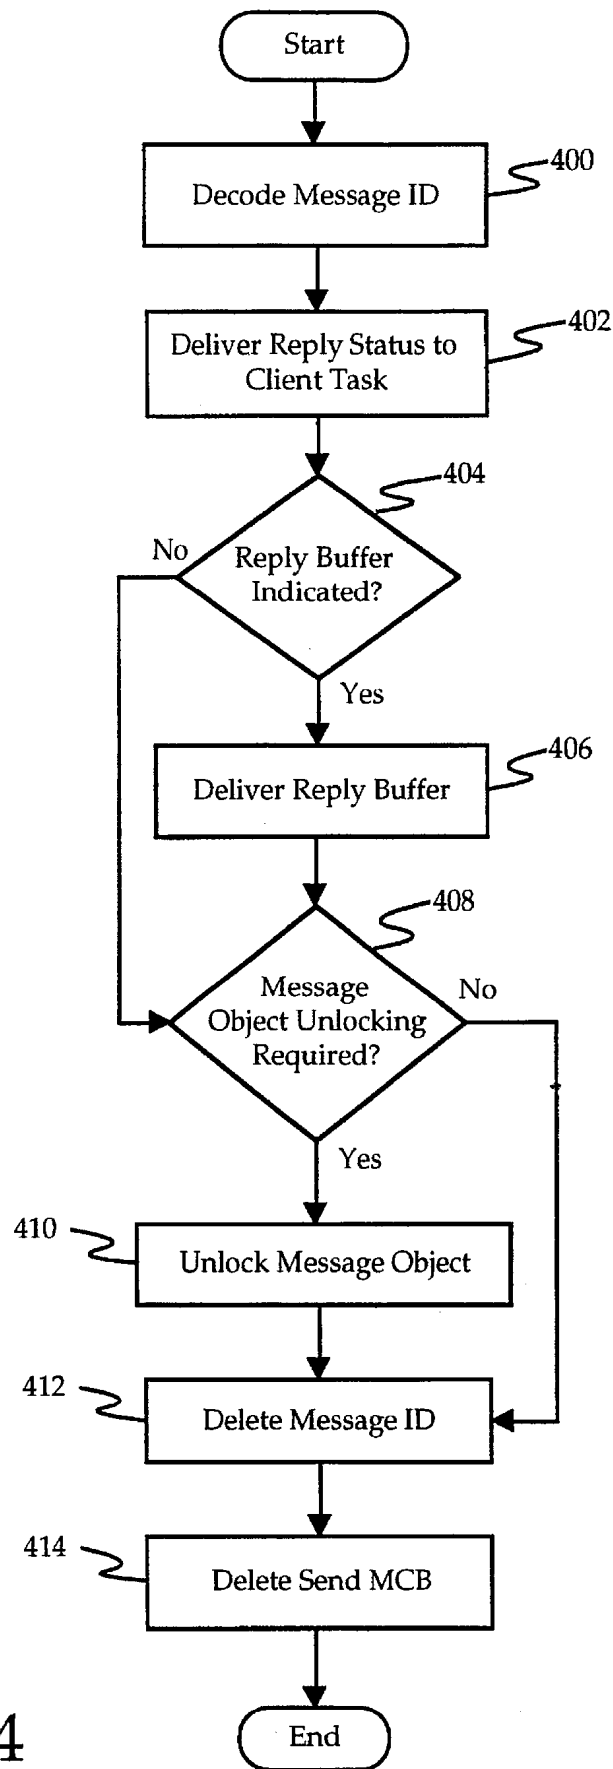 Start
400
Decode Message ID
402
Deliver Reply Status to
Client Task
404
No
Reply Buffer
Indicated?
Yes
406
Deliver Reply Buffer
408
Message
Object Unlocking
Required?
No
Yes
410
Unlock Message Object
412
Delete Message ID
414
Delete Send MCB
End
4